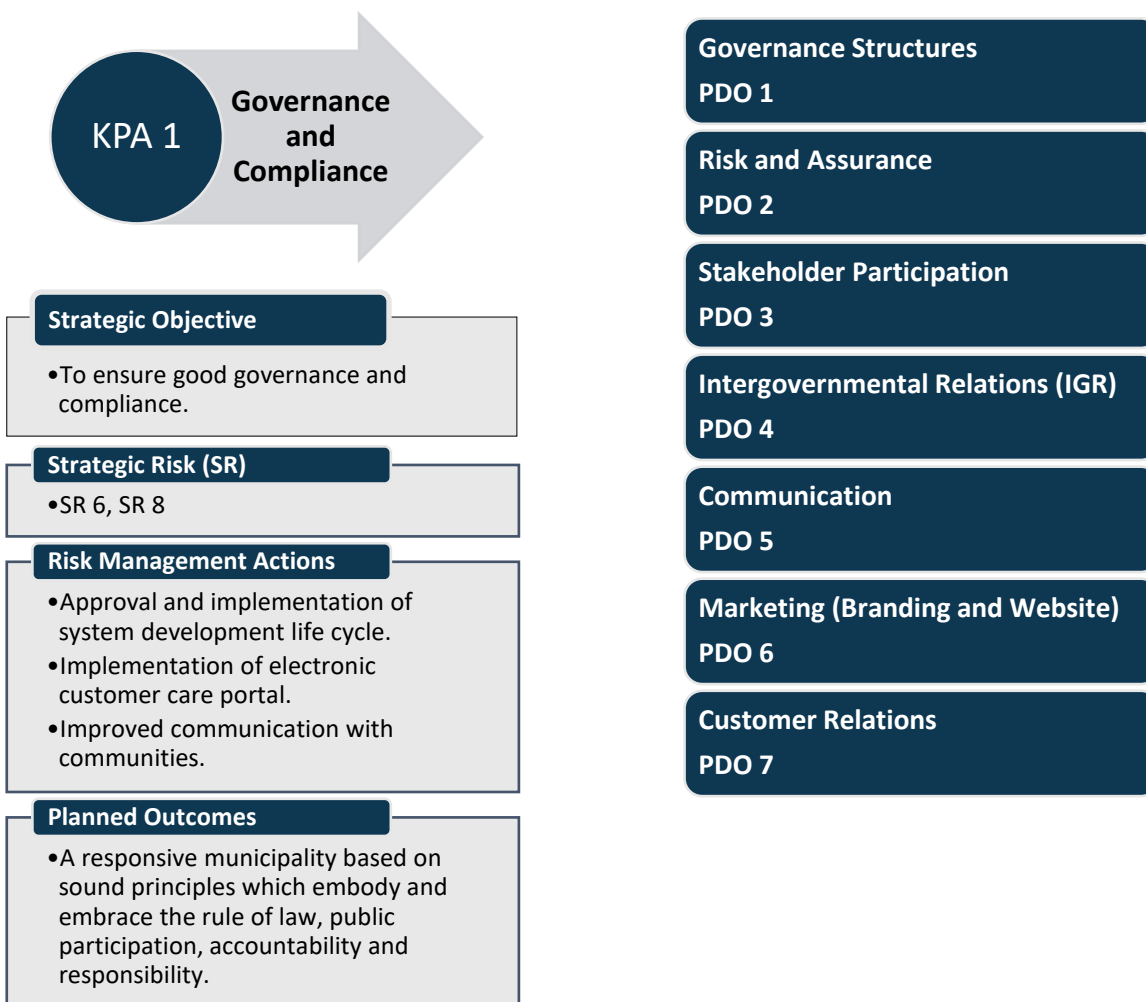 KPA 1
Governance
and
Compliance
Strategic Objective
•To ensure good governance and
compliance.
Strategic Risk (SR)
•SR 6, SR 8
Risk Management Actions
•Approval and implementation of
system development life cycle.
•Implementation of electronic
customer care portal.
•Improved communication with
communities.
Planned Outcomes
•A responsive municipality based on
sound principles which embody and
embrace the rule of law, public
participation, accountability and
responsibility.
Governance Structures
PDO 1
Risk and Assurance
PDO 2
Stakeholder Participation
PDO 3
Intergovernmental Relations (IGR)
PDO 4
Communication
PDO 5
Marketing (Branding and Website)
PDO 6
Customer Relations
PDO 7